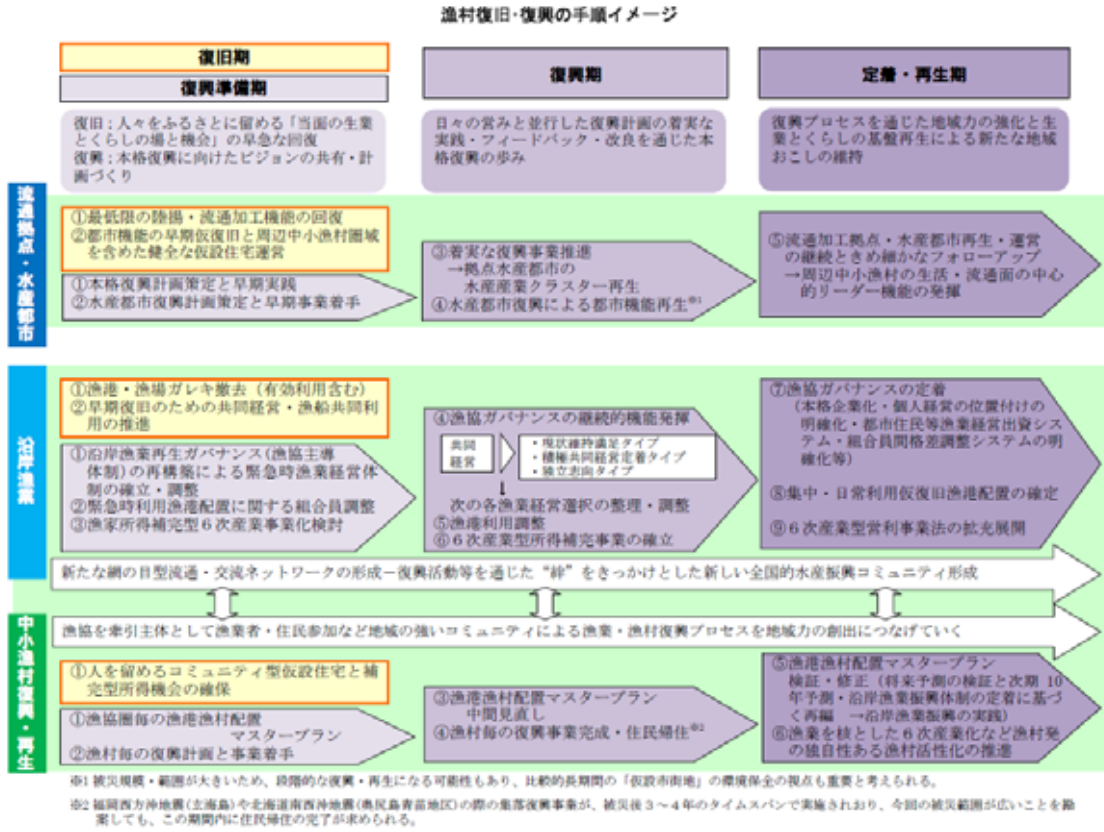 漁村復旧・復興の手順イメージ
復旧期
復興準備期
復興期
定着・再生期
復旧：人々をふるさとに留める「当面の生業
とくらしの場と機会」の早急な回復
復興：本格復興に向けたビジョンの共有・計
画づくり
日々の営みと並行した復興計画の着実な
実践・フィードバック・改良を通じた本
格復興の歩み
復興プロセスを通じた地域力の強化と生
業とくらしの基盤再生による新たな地域
おこしの維持
流通拠点・水産都市
①最低限の陸揚・流通加工機能の回復
②都市機能の早期仮復旧と周辺中小漁村圏域
を含めた健全な仮設住宅運営
①本格復興計画策定と早期実践
②水産都市復興計画策定と早期事業着手
③着実な復興事業推進
→拠点水産都市の
水産産業クラスター再生
④水産都市復興による都市機能再生※1
⑤流通加工拠点・水産都市再生・運営
の継続ときめ細かなフォローアップ
→周辺中小漁村の生活・流通面の中心
的リーダー機能の発揮
沿岸漁業
①漁港・漁場ガレキ撤去（有効利用含む）
②早期復旧のための共同経営・漁船共同利
用の推進
①沿岸漁業再生ガバナンス(漁協主導
体制)の再構築による緊急時漁業経営体
制の確立・調整
②緊急時利用漁港配置に関する組合員調整
③漁家所得補完型６次産業事業化検討
④漁協ガバナンスの継続的機能発揮
共同
経営
・現状維持満足タイプ
・積極共同経営定着タイプ
・独立志向タイプ
次の各漁業経営選択の整理・調整
⑤漁港利用調整
⑥６次産業型所得補完事業の確立
⑦漁協ガバナンスの定着
(本格企業化・個人経営の位置付けの
明確化・都市住民等漁業経営出資シス
テム・組合員間格差調整システムの明
確化等)
⑧集中・日常利用仮復旧漁港配置の確定
⑨６次産業型営利事業法の拡充展開
新たな網の目型流通・交流ネットワークの形成－復興活動等を通じた“絆”をきっかけとした新しい全国的水産振興コミュニティ形成
漁協を牽引主体として漁業者・住民参加など地域の強いコミュニティによる漁業・漁村復興プロセスを地域力の創出につなげていく
中小漁村復興・再生
①人を留めるコミュニティ型仮設住宅と補
完型所得機会の確保
①漁協圏毎の漁港漁村配置
マスタープラン
②漁村毎の復興計画と事業着手
③漁港漁村配置マスタープラン
中間見直し
④漁村毎の復興事業完成・住民帰住※2
⑤漁港漁村配置マスタープラン
検証・修正（将来予測の検証と次期 10
年予測・沿岸漁業振興体制の定着に基づ
く再編 →沿岸漁業振興の実践）
⑥漁業を核とした６次産業化など漁村発
の独自性ある漁村活性化の推進
※1 被災規模・範囲が大きいため、段階的な復興・再生になる可能性もあり、比較的長期間の「仮設市街地」の環境保全の視点も重要と考えられる。
※2 福岡西方沖地震(玄海島)や北海道南西沖地震(奥尻島青苗地区)の際の集落復興事業が、被災後３～４年のタイムスパンで実施されおり、今回の被災範囲が広いことを勘
案しても、この期間内に住民帰住の完了が求められる。